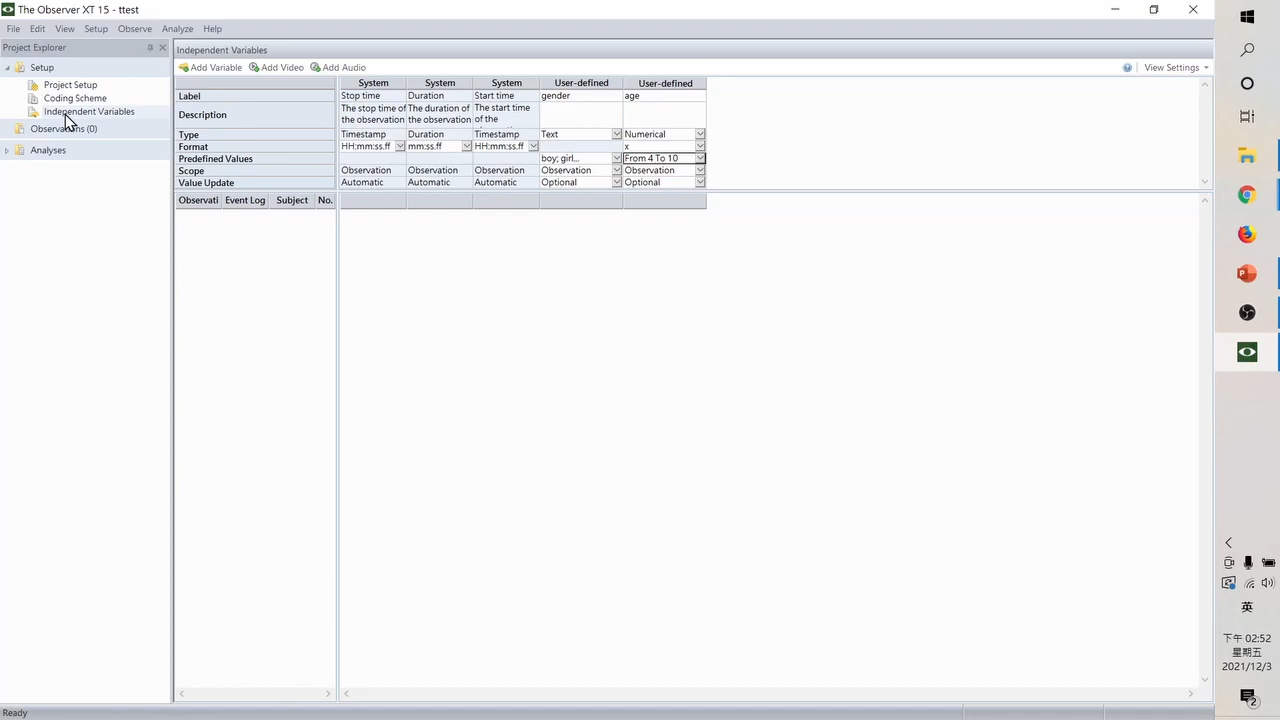 The Observer XT 15 - ttest
File Edit View Setup Observe Analyze Help
Project Explorer
Setup
Project Setup
Coding Scheme
Independent Variables
Observations (0)
Analyses
Independent Variables
Add Variable Add Video Add Audio View Settings
System System System User-defined User-defined
Label Stop time Duration Start time gender age
Description The stop time of the observation The duration of the observation The start time of the
Type Timestamp Duration Timestamp Text Numerical
Format HH:mm:ss.ff mm:ss.ff HH:mm:ss.ff x
Predefined Values boy; girl... From 4 To 10
Scope Observation Observation Observation Observation Observation
Value Update Automatic Automatic Automatic Optional Optional
Observati Event Log Subject No.
Ready
英
下午 02:52
星期五
2021/12/3
2